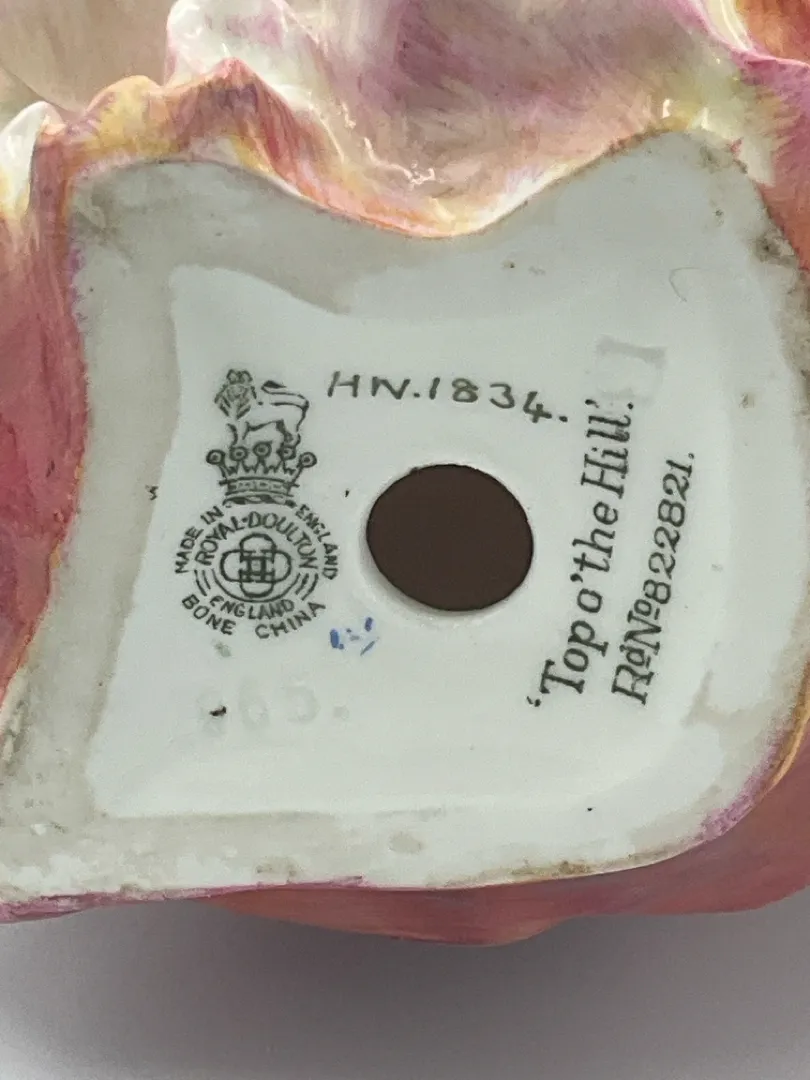 HN.1834.
MADE IN ENGLAND
ROYAL-DOULTON
ENGLAND
BONE CHINA
'Top o'the Hill'.
RdNo822821.